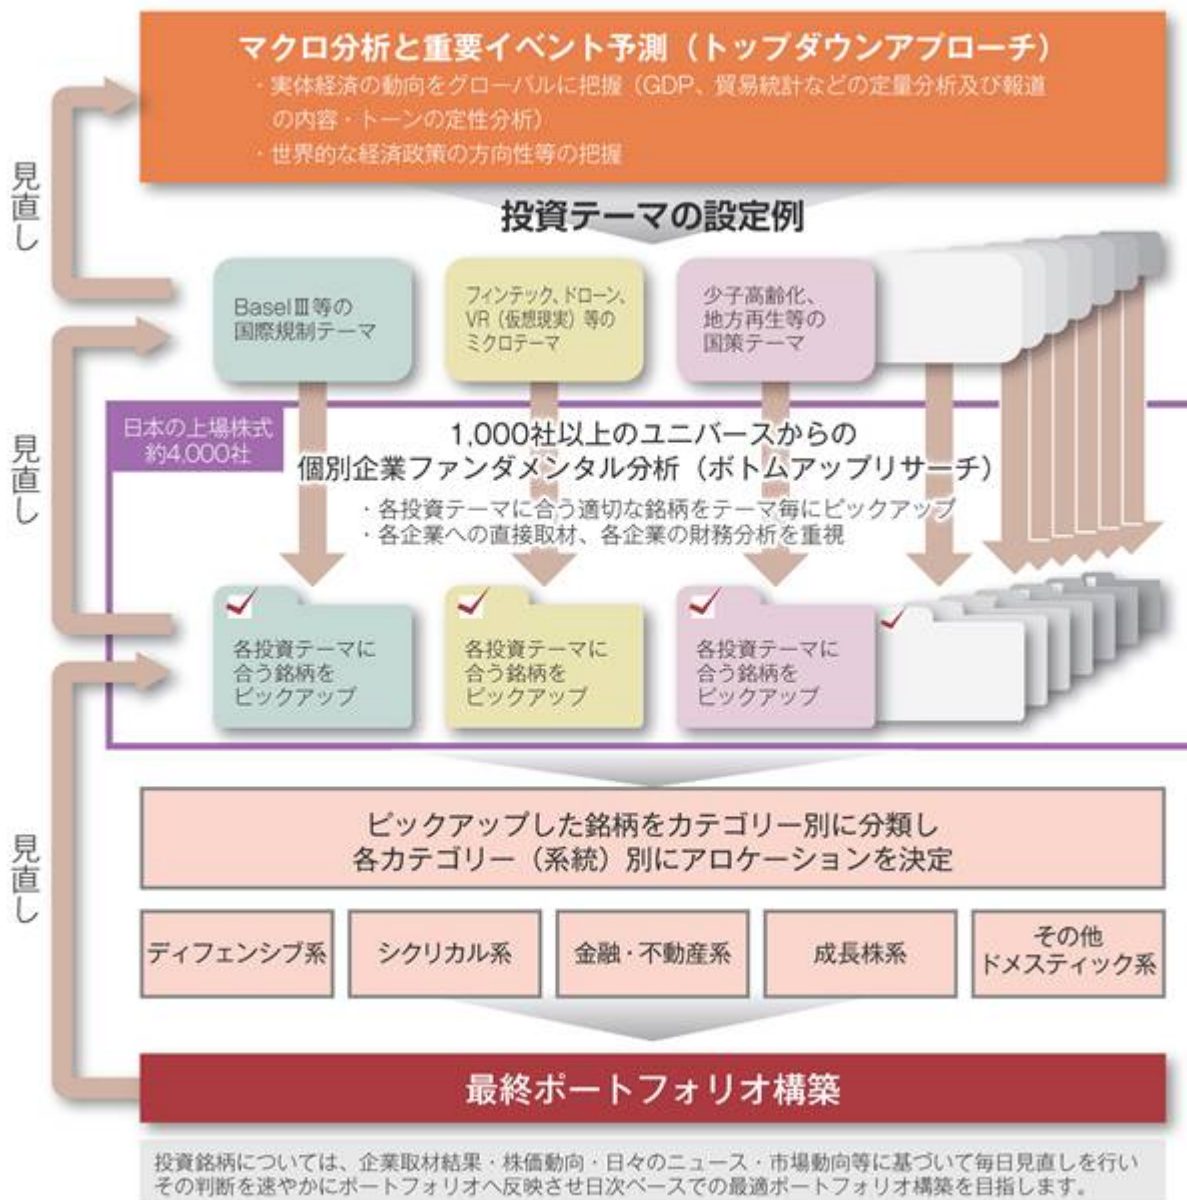 マクロ分析と重要イベント予測（トップダウンアプローチ）
・実体経済の動向をグローバルに把握（GDP、貿易統計などの定量分析及び報道
の内容・トーンの定性分析）
・世界的な経済政策の方向性等の把握
見直し
投資テーマの設定例
BaselⅢ等の
国際規制テーマ
フィンテック、ドローン、
VR（仮想現実）等の
ミクロテーマ
少子高齢化、
地方再生等の
国策テーマ
見直し
日本の上場株式
約4,000社
1,000社以上のユニバースからの
個別企業ファンダメンタル分析（ボトムアップリサーチ）
・各投資テーマに合う適切な銘柄をテーマ毎にピックアップ
・各企業への直接取材、各企業の財務分析を重視
各投資テーマに
合う銘柄を
ピックアップ
各投資テーマに
合う銘柄を
ピックアップ
各投資テーマに
合う銘柄を
ピックアップ
見直し
ピックアップした銘柄をカテゴリー別に分類し
各カテゴリー（系統）別にアロケーションを決定
ディフェンシブ系
シクリカル系
金融・不動産系
成長株系
その他
ドメスティック系
最終ポートフォリオ構築
投資銘柄については、企業取材結果・株価動向・日々のニュース・市場動向等に基づいて毎日見直しを行い
その判断を速やかにポートフォリオへ反映させ日次ベースでの最適ポートフォリオ構築を目指します。